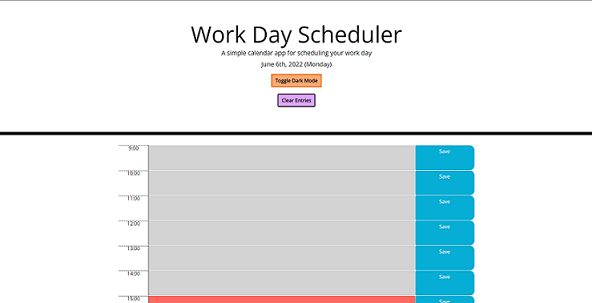 Work Day Scheduler
A simple calendar app for scheduling your work day
June 6th, 2022 (Monday)
Toggle Dark Mode
Clear Entries
9:00 Save
10:00 Save
11:00 Save
12:00 Save
13:00 Save
14:00 Save
15:00 Save